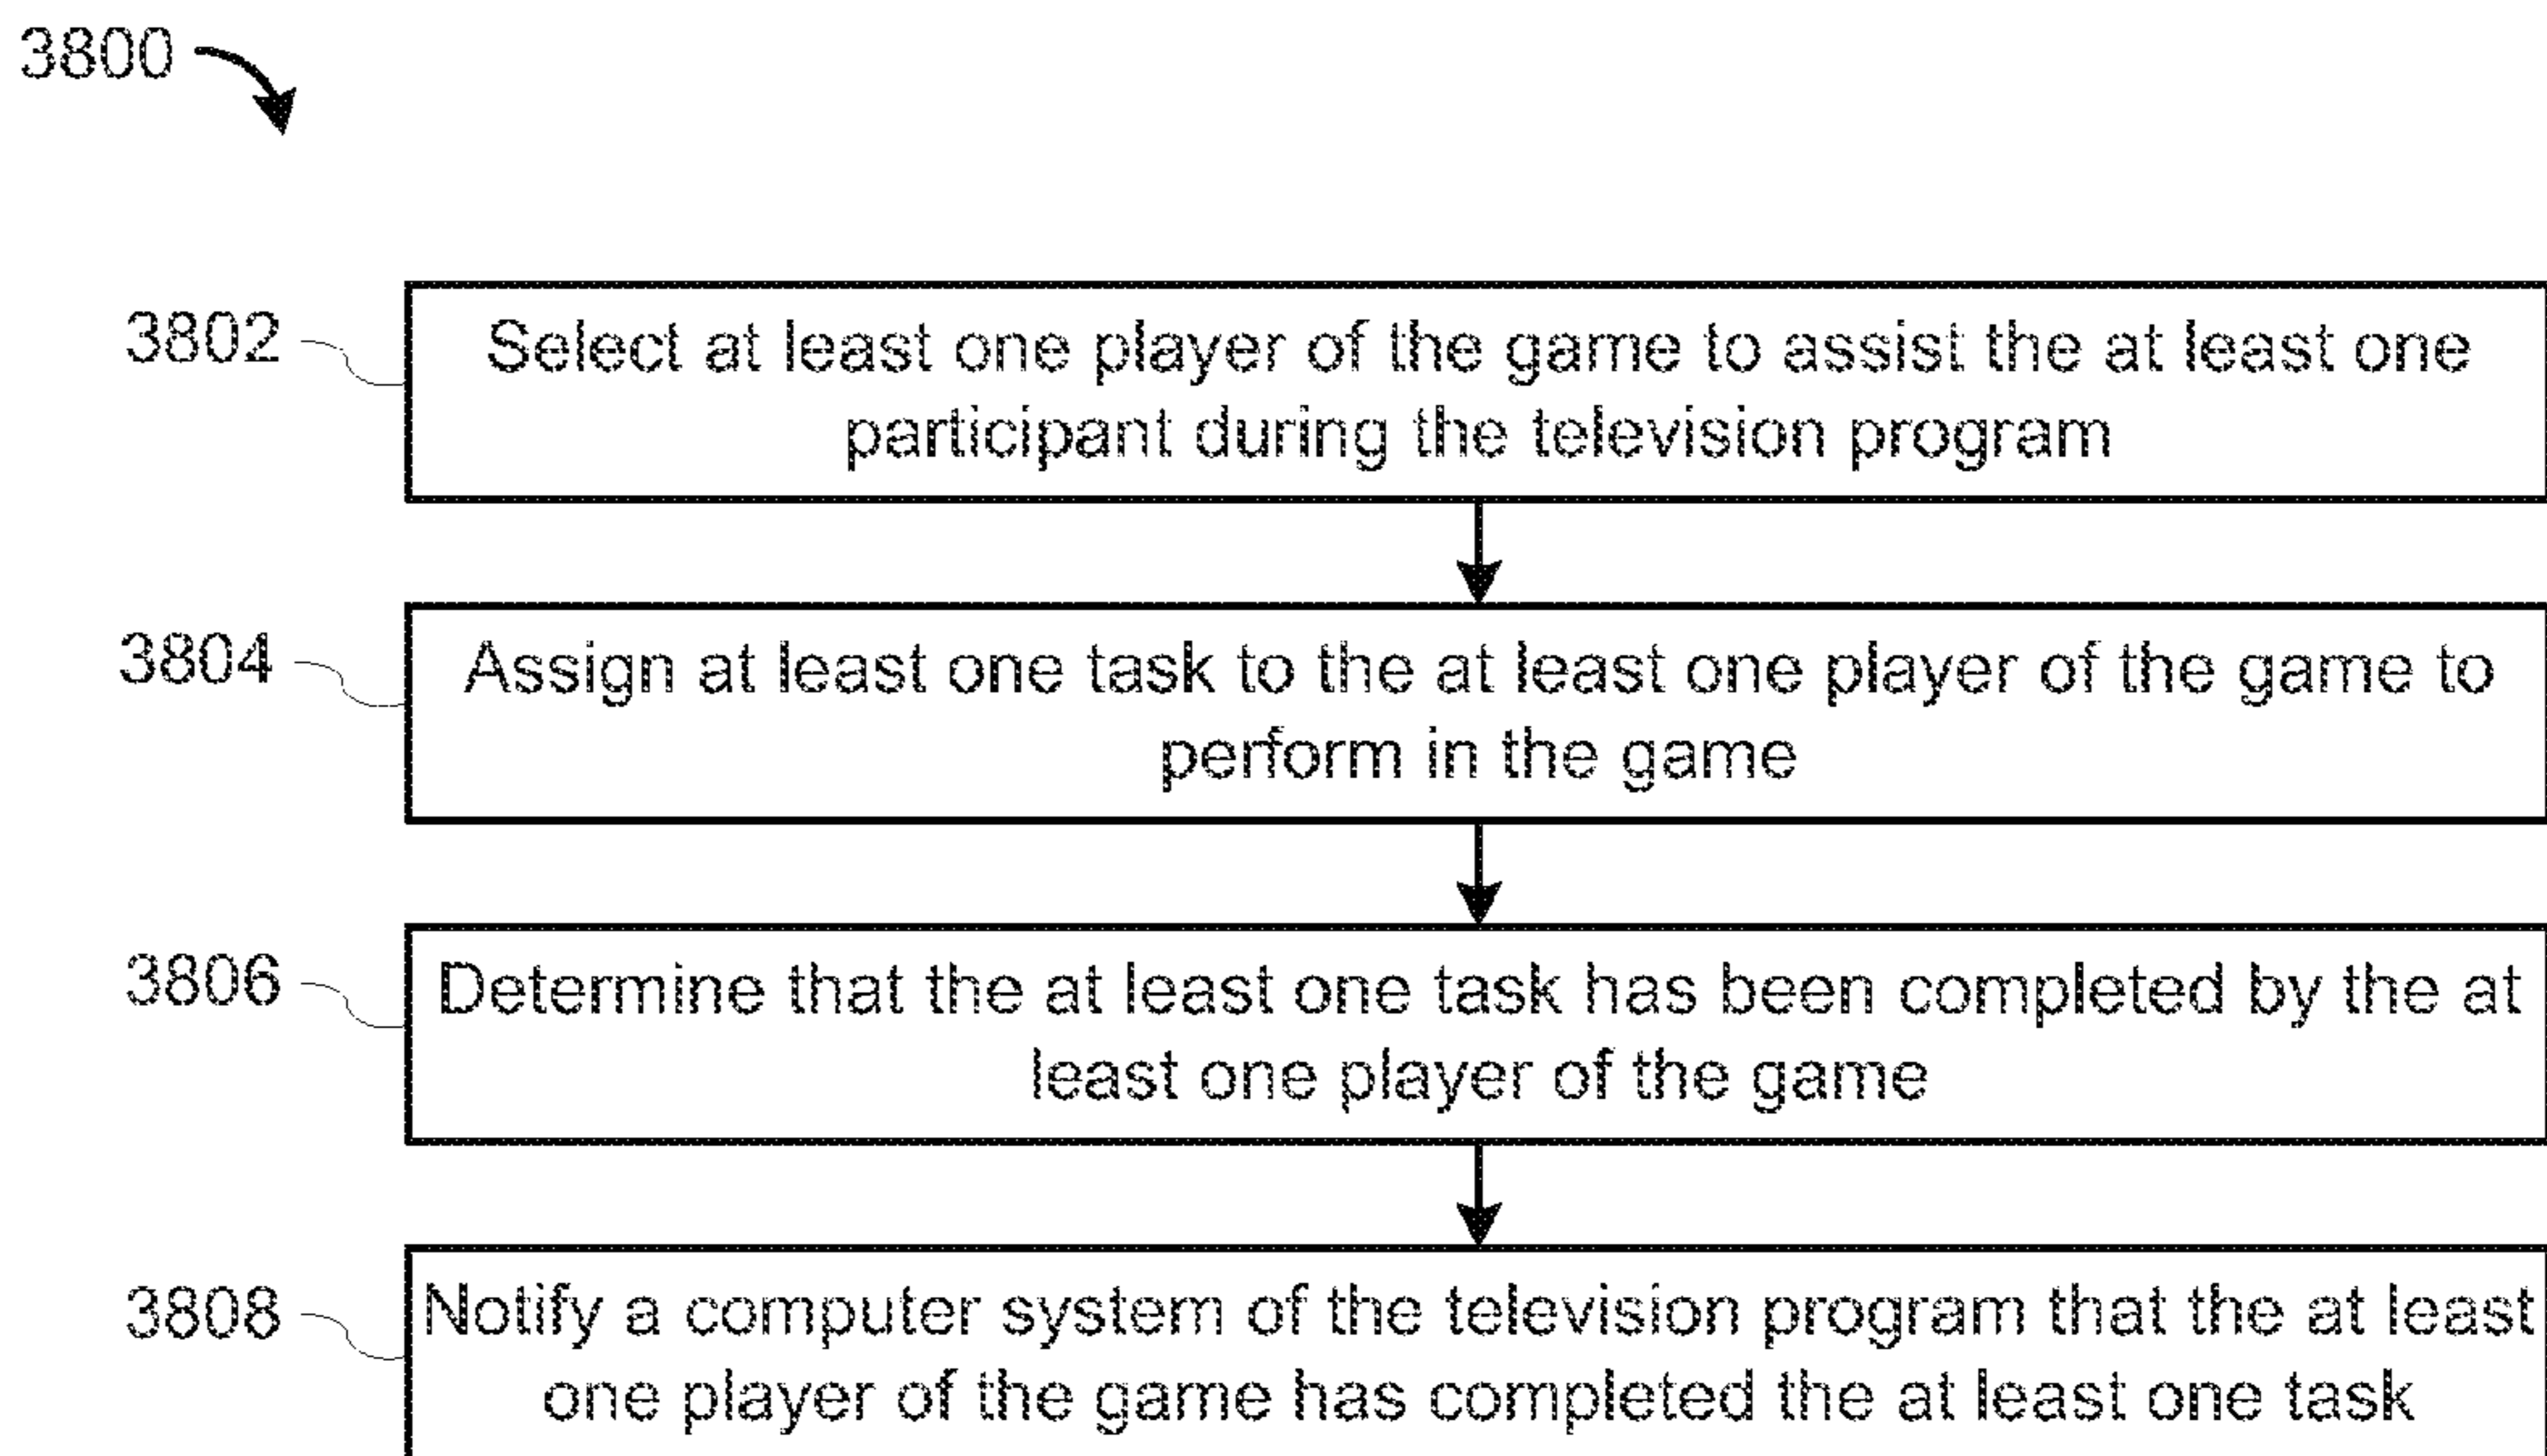 3800
3802
Select at least one player of the game to assist the at least one
participant during the television program
3804
Assign at least one task to the at least one player of the game to
perform in the game
3806
Determine that the at least one task has been completed by the at
least one player of the game
3808
Notify a computer system of the television program that the at least
one player of the game has completed the at least one task